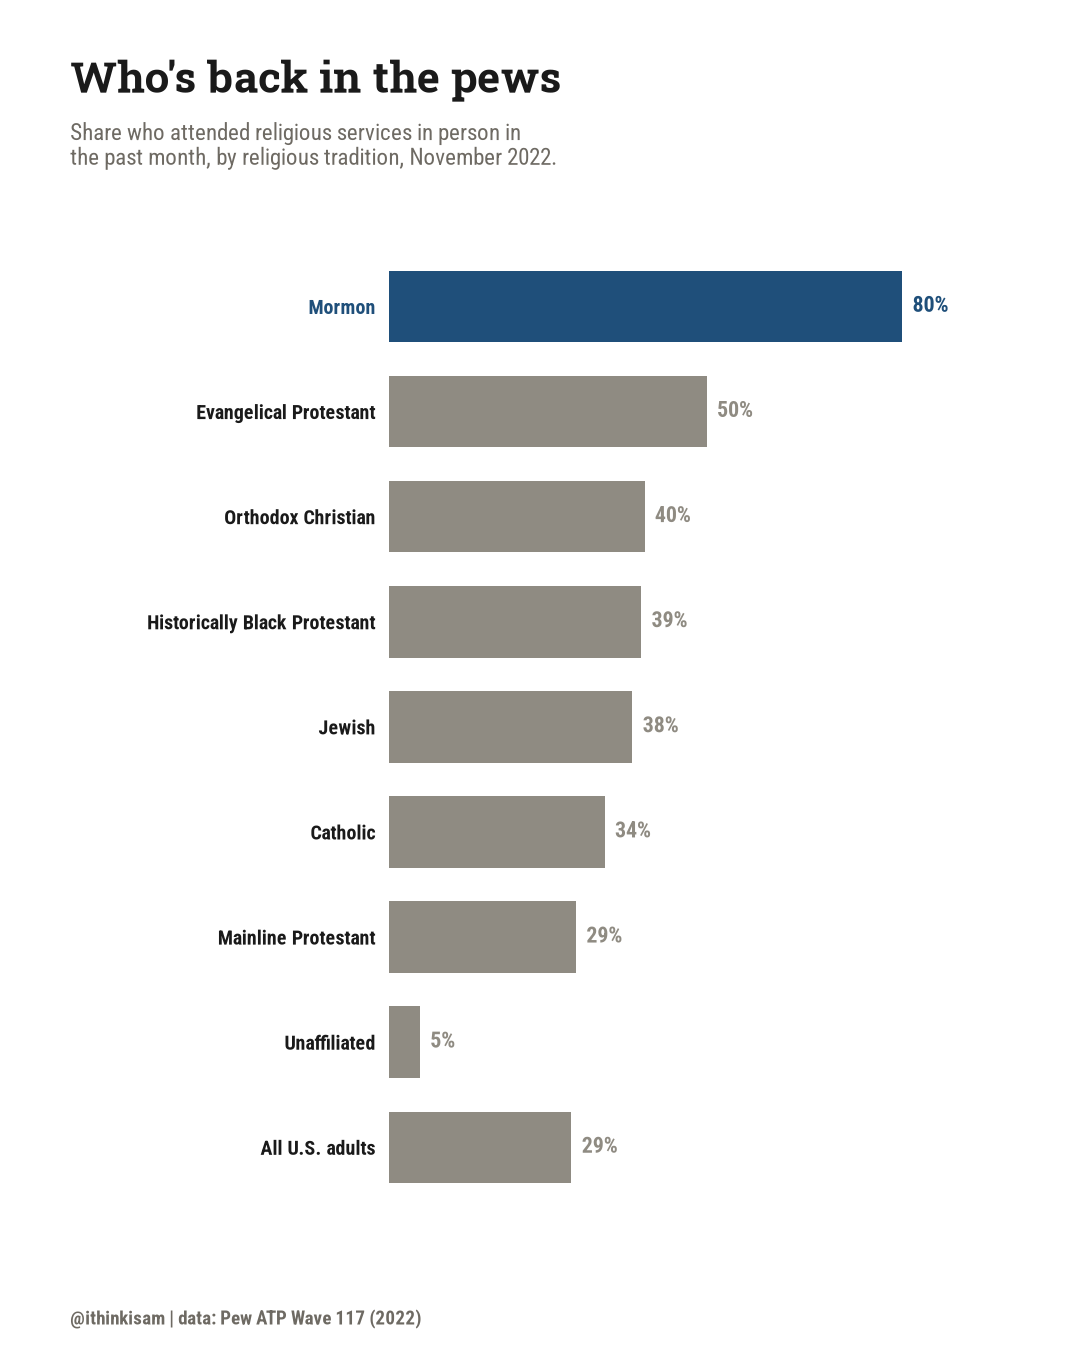 Who's back in the pews
Share who attended religious services in person in
the past month, by religious tradition, November 2022.
Mormon 80%
Evangelical Protestant 50%
Orthodox Christian 40%
Historically Black Protestant 39%
Jewish 38%
Catholic 34%
Mainline Protestant 29%
Unaffiliated 5%
All U.S. adults 29%
@ithinkisam | data: Pew ATP Wave 117 (2022)